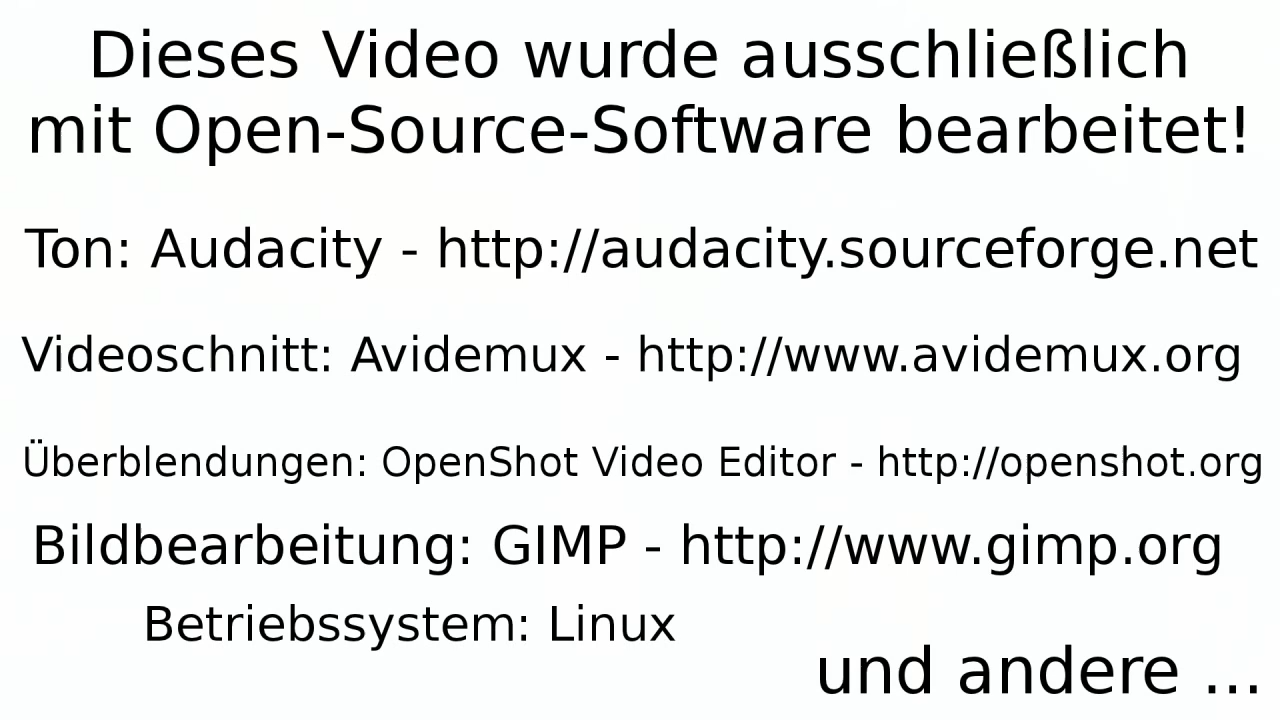 Dieses Video wurde ausschließlich
mit Open-Source-Software bearbeitet!
Ton: Audacity - http://audacity.sourceforge.net
Videoschnitt: Avidemux - http://www.avidemux.org
Überblendungen: OpenShot Video Editor - http://openshot.org
Bildbearbeitung: GIMP - http://www.gimp.org
Betriebssystem: Linux
und andere ...